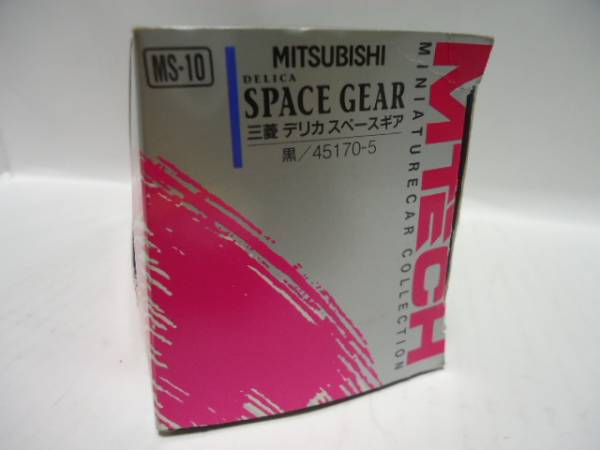 MS-10
MITSUBISHI
DELICA
SPACE GEAR
三菱 デリカ スペースギア
黒/45170-5
MTECH
MINIATURECAR COLLECTION